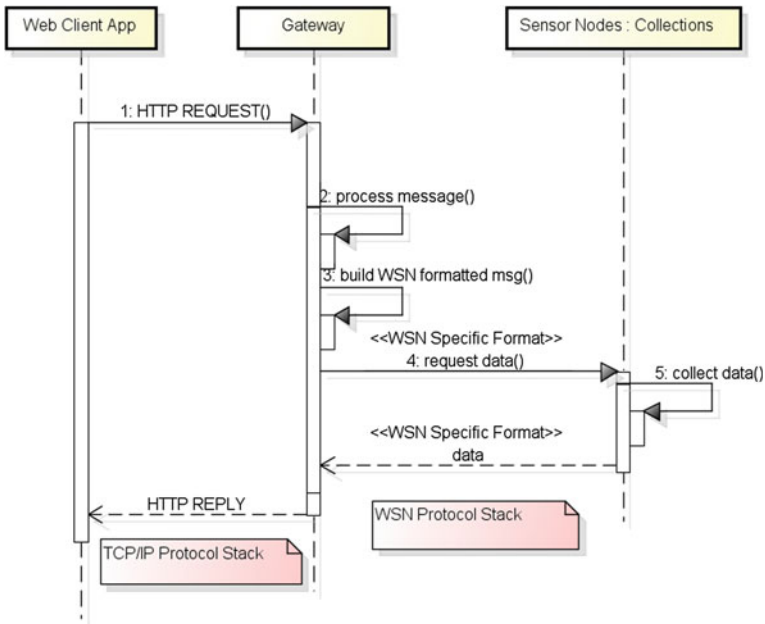 Web Client App
Gateway
Sensor Nodes : Collections
1: HTTP REQUEST()
2: process message()
3: build WSN formatted msg()
<<WSN Specific Format>>
4: request data()
5: collect data()
<<WSN Specific Format>>
data
HTTP REPLY
WSN Protocol Stack
TCP/IP Protocol Stack